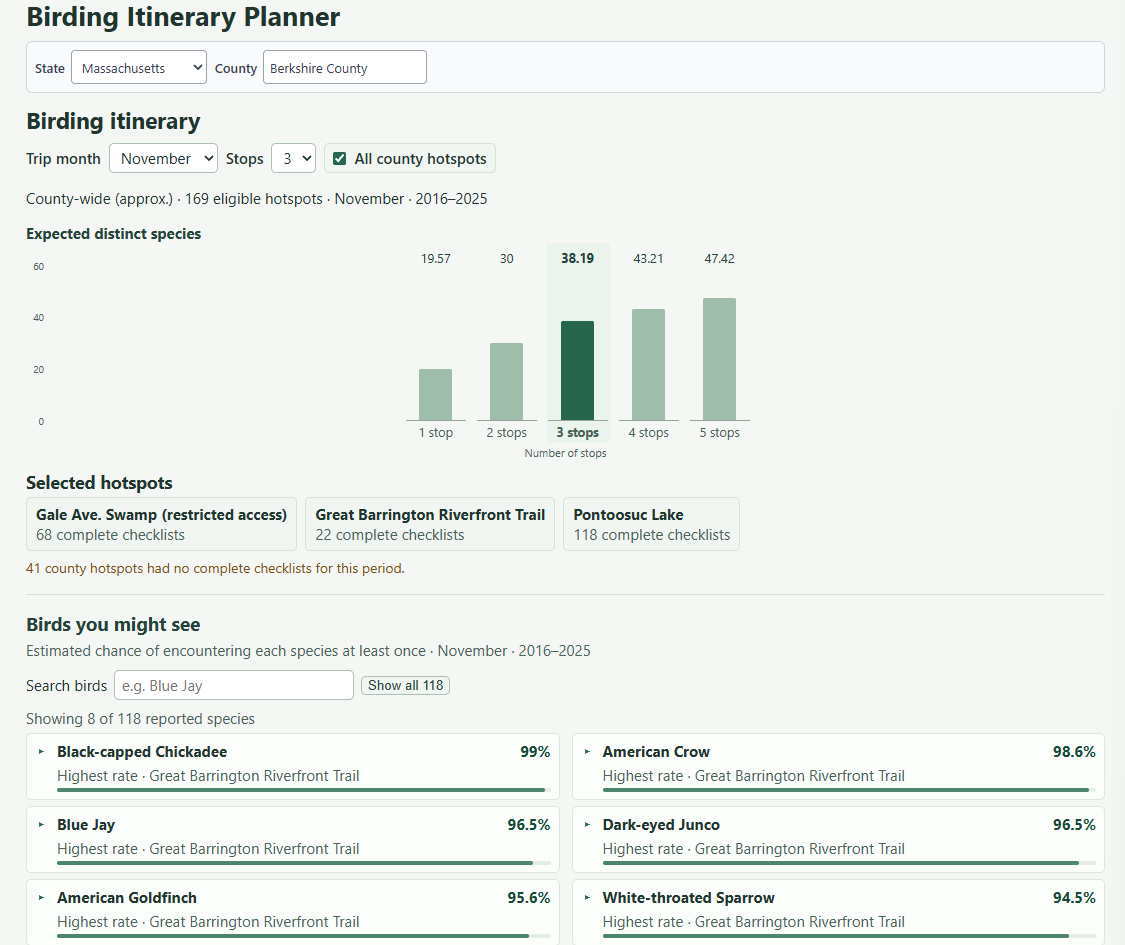 Birding Itinerary Planner
State Massachusetts County Berkshire County
Birding itinerary
Trip month November Stops 3 All county hotspots
County-wide (approx.) · 169 eligible hotspots · November · 2016–2025
Expected distinct species
19.57 30 38.19 43.21 47.42
60
40
20
0
1 stop 2 stops 3 stops 4 stops 5 stops
Number of stops
Selected hotspots
Gale Ave. Swamp (restricted access) Great Barrington Riverfront Trail Pontoosuc Lake
68 complete checklists 22 complete checklists 118 complete checklists
41 county hotspots had no complete checklists for this period.
Birds you might see
Estimated chance of encountering each species at least once · November · 2016–2025
Search birds e.g. Blue Jay Show all 118
Showing 8 of 118 reported species
Black-capped Chickadee 99% American Crow 98.6%
Highest rate · Great Barrington Riverfront Trail Highest rate · Great Barrington Riverfront Trail
Blue Jay 96.5% Dark-eyed Junco 96.5%
Highest rate · Great Barrington Riverfront Trail Highest rate · Great Barrington Riverfront Trail
American Goldfinch 95.6% White-throated Sparrow 94.5%
Highest rate · Great Barrington Riverfront Trail Highest rate · Great Barrington Riverfront Trail